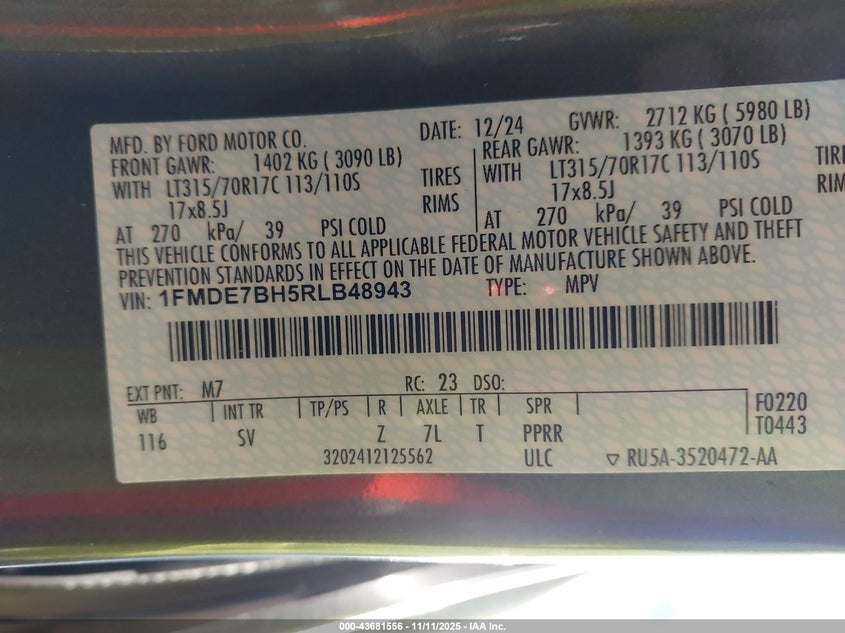 MFD. BY FORD MOTOR CO. DATE: 12/24 GVWR: 2712 KG ( 5980 LB)
FRONT GAWR: 1402 KG ( 3090 LB) REAR GAWR: 1393 KG ( 3070 LB)
WITH LT315/70R17C 113/110S TIRES WITH LT315/70R17C 113/110S
17x8.5J RIMS 17x8.5J
AT 270 kPa/ 39 PSI COLD AT 270 kPa/ 39 PSI COLD
THIS VEHICLE CONFORMS TO ALL APPLICABLE FEDERAL MOTOR VEHICLE SAFETY AND THEFT
PREVENTION STANDARDS IN EFFECT ON THE DATE OF MANUFACTURE SHOWN ABOVE.
VIN: 1FMDE7BH5RLB48943 TYPE: MPV
EXT PNT: M7 RC: 23 DSO:
WB INT TR TP/PS R AXLE TR SPR F0220
116 SV Z 7L T PPRR T0443
3202412125562 ULC RU5A-3520472-AA
000-43681556 - 11/11/2025 - IAA Inc.